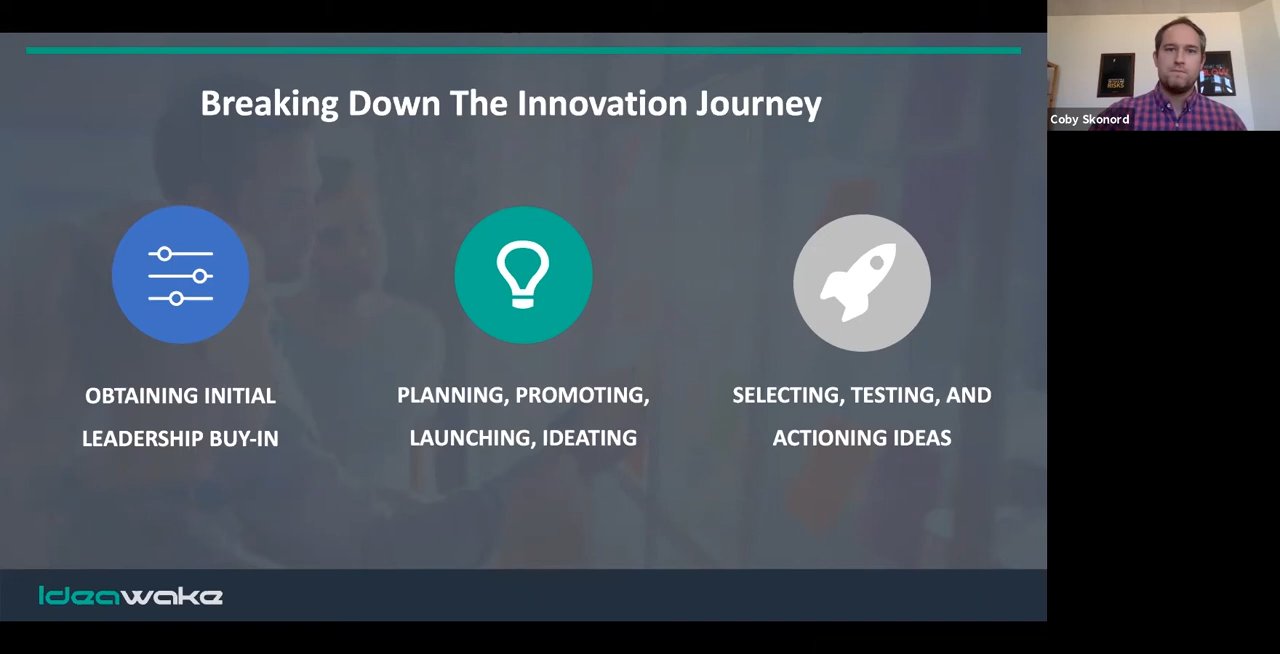 Breaking Down The Innovation Journey
Coby Skonord
OBTAINING INITIAL
LEADERSHIP BUY-IN
PLANNING, PROMOTING,
LAUNCHING, IDEATING
SELECTING, TESTING, AND
ACTIONING IDEAS
Ideawake
RISKS